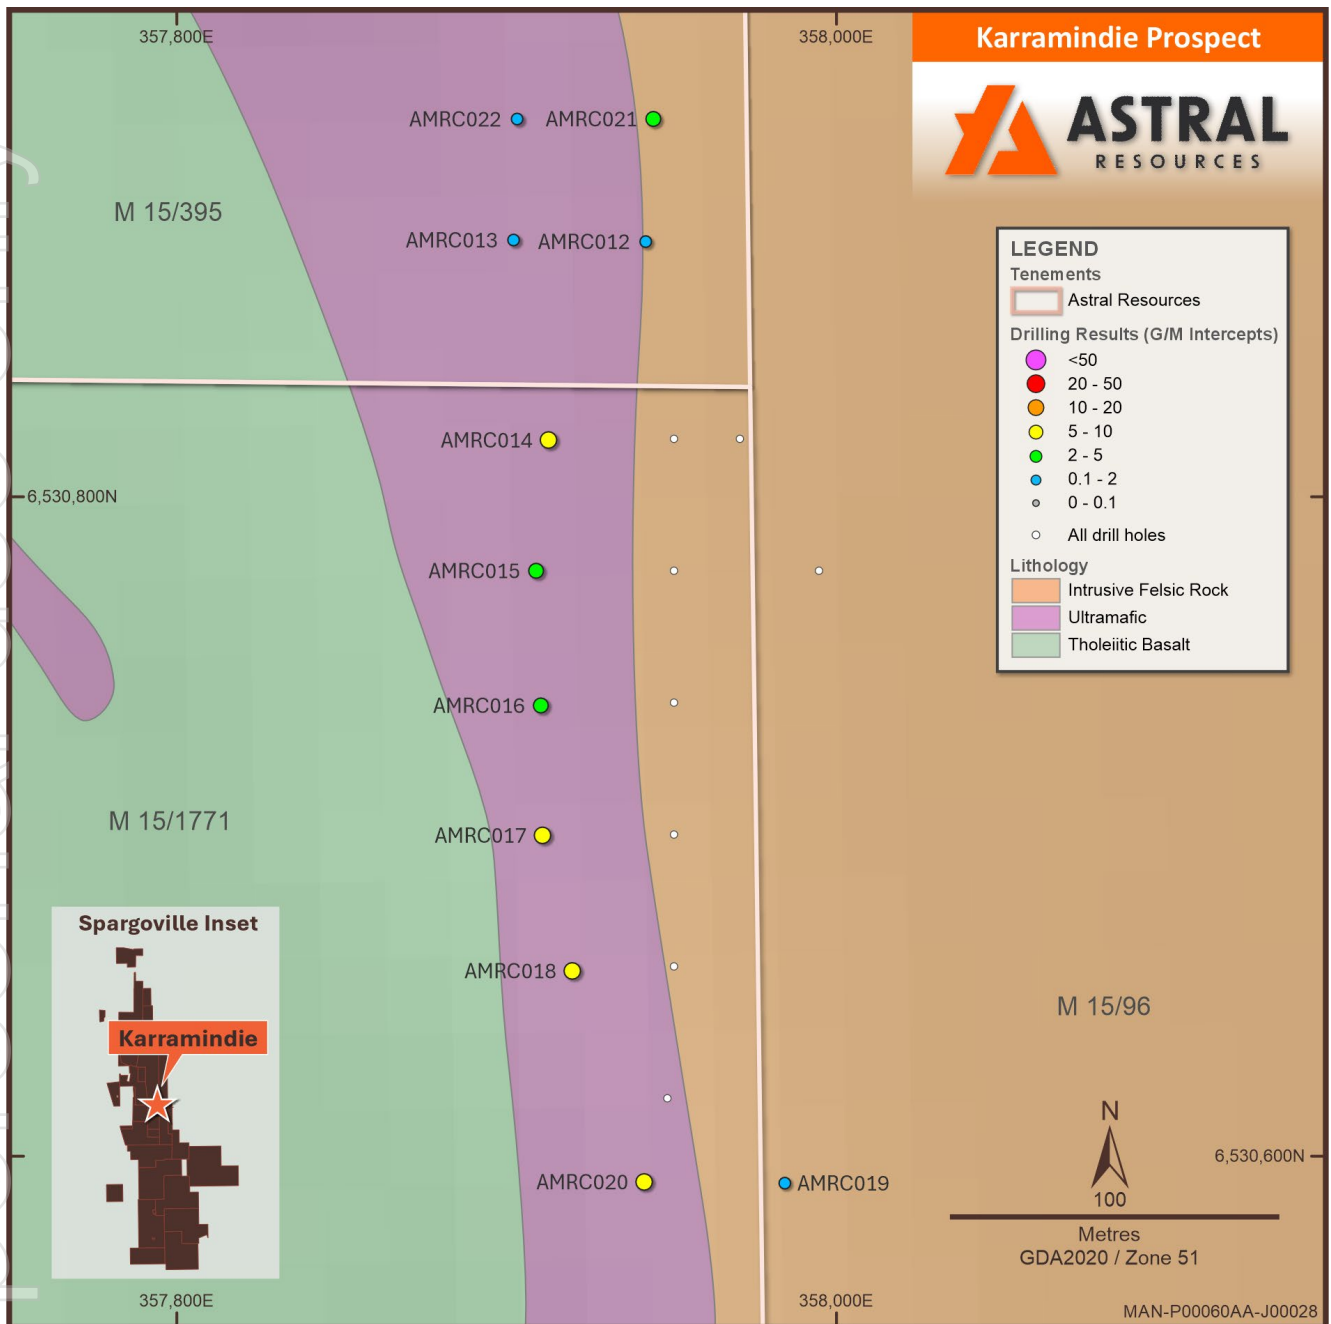 357,800E
358,000E
Karramindie Prospect
ASTRAL
RESOURCES
AMRC022
AMRC021
M 15/395
AMRC013
AMRC012
LEGEND
Tenements
Astral Resources
Drilling Results (G/M Intercepts)
<50
20 - 50
10 - 20
5 - 10
2 - 5
0.1 - 2
0 - 0.1
All drill holes
Lithology
Intrusive Felsic Rock
Ultramafic
Tholeiitic Basalt
AMRC014
6,530,800N
AMRC015
AMRC016
M 15/1771
AMRC017
AMRC018
Spargoville Inset
Karramindie
M 15/96
N
100
Metres
GDA2020 / Zone 51
6,530,600N
AMRC020
AMRC019
357,800E
358,000E
MAN-P00060AA-J00028